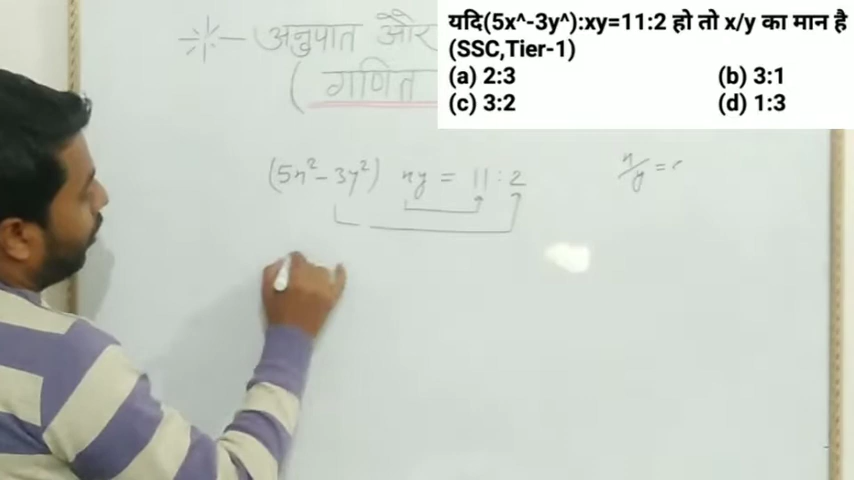 यदि(5x^-3y^):xy=11:2 हो तो x/y का मान है
(SSC,Tier-1)
(a) 2:3 (b) 3:1
(c) 3:2 (d) 1:3
अनुपात और
( गणित
(5x² - 3y²) xy = 11:2
x/y =